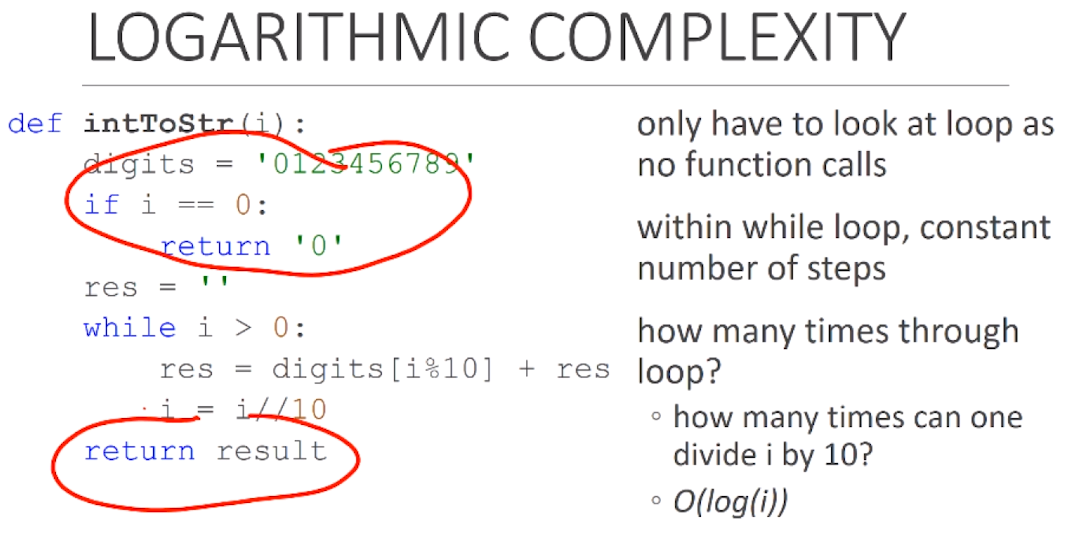 LOGARITHMIC COMPLEXITY
def intToStr(i):
    digits = '0123456789'
    if i == 0:
        return '0'
    res = ''
    while i > 0:
        res = digits[i%10] + res
        i = i//10
    return result
only have to look at loop as
no function calls
within while loop, constant
number of steps
how many times through
loop?
◦ how many times can one
divide i by 10?
◦ O(log(i))